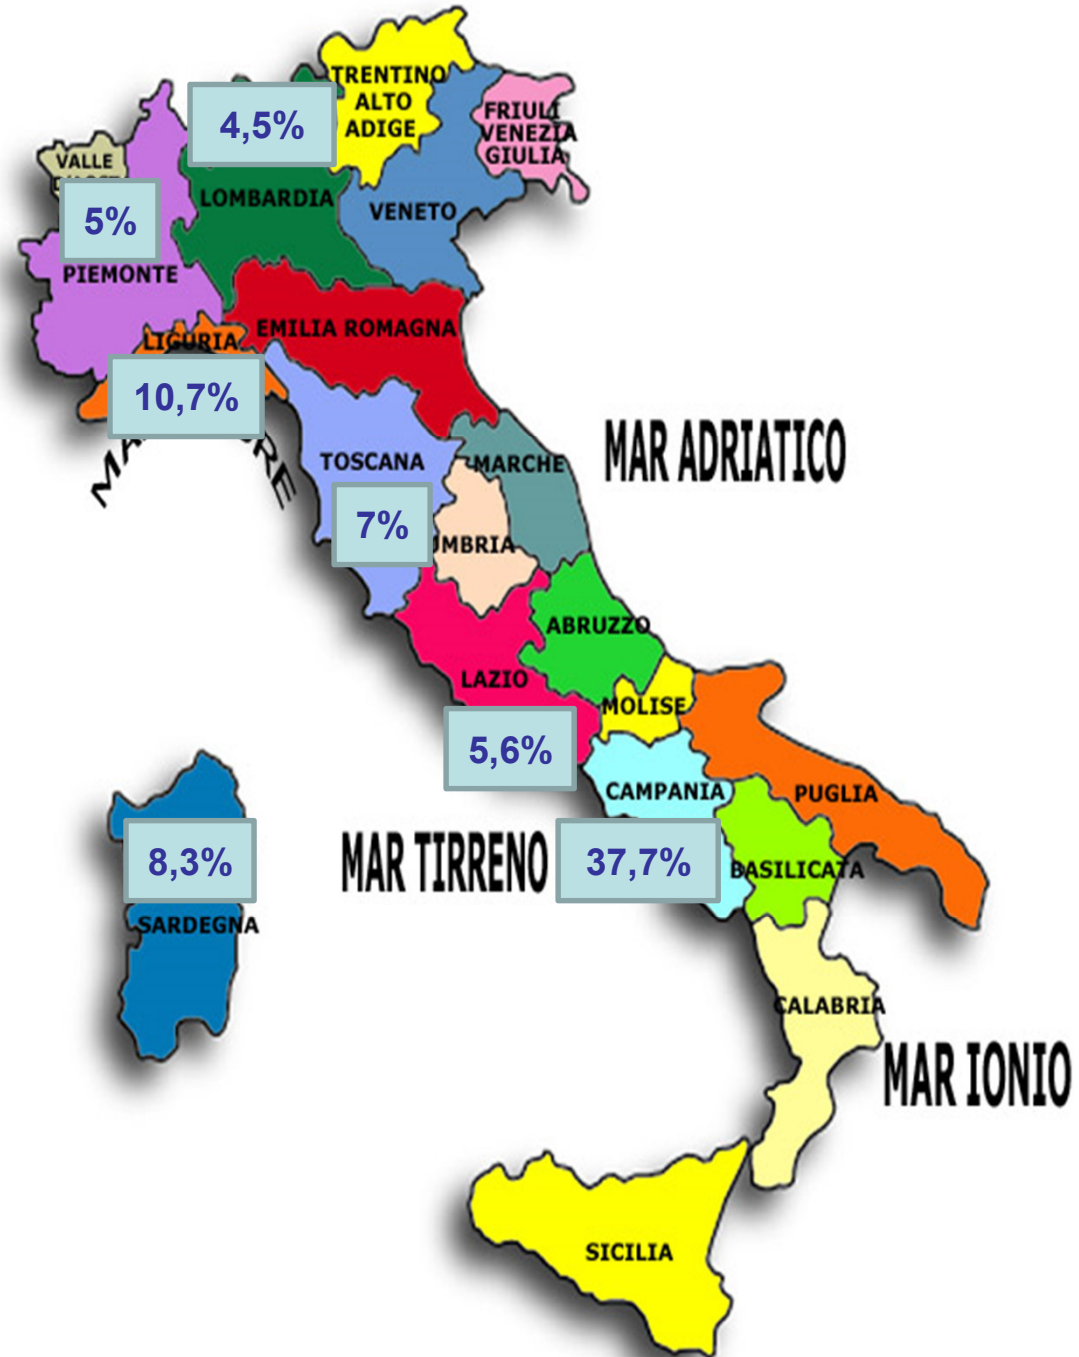 TRENTINO
ALTO
ADIGE
FRIULI
VENEZIA
GIULIA
4,5%
VALLE
LOMBARDIA
VENETO
5%
PIEMONTE
LIGURIA
EMILIA ROMAGNA
10,7%
TOSCANA
MARCHE
MAR ADRIATICO
7%
UMBRIA
ABRUZZO
LAZIO
MOLISE
5,6%
CAMPANIA
PUGLIA
8,3%
MAR TIRRENO
37,7%
BASILICATA
SARDEGNA
CALABRIA
MAR IONIO
SICILIA